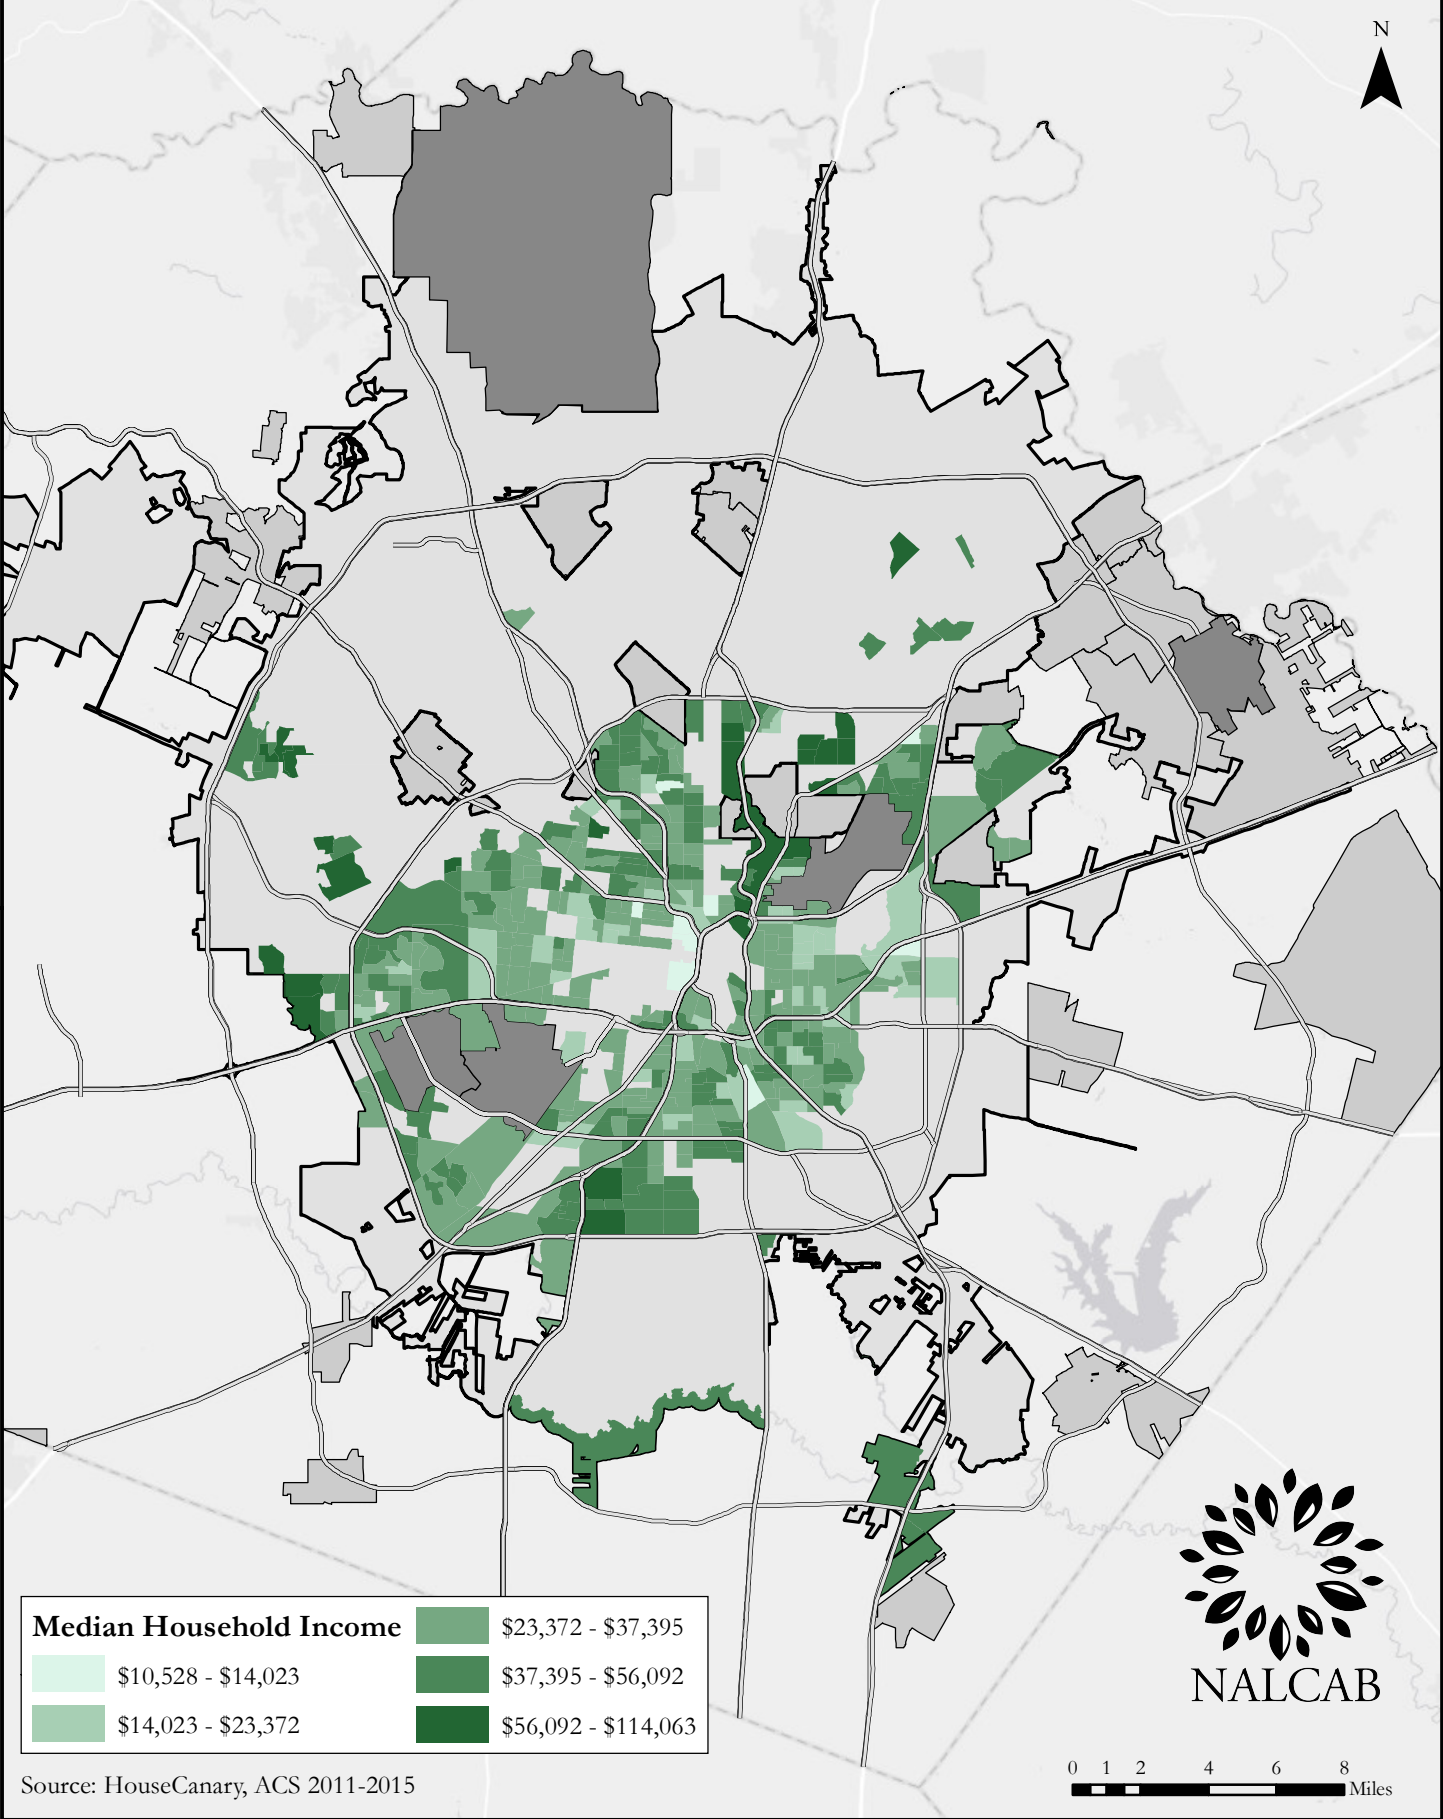 N
Median Household Income
$10,528 - $14,023
$14,023 - $23,372
$23,372 - $37,395
$37,395 - $56,092
$56,092 - $114,063
Source: HouseCanary, ACS 2011-2015
NALCAB
0 1 2 4 6 8
Miles